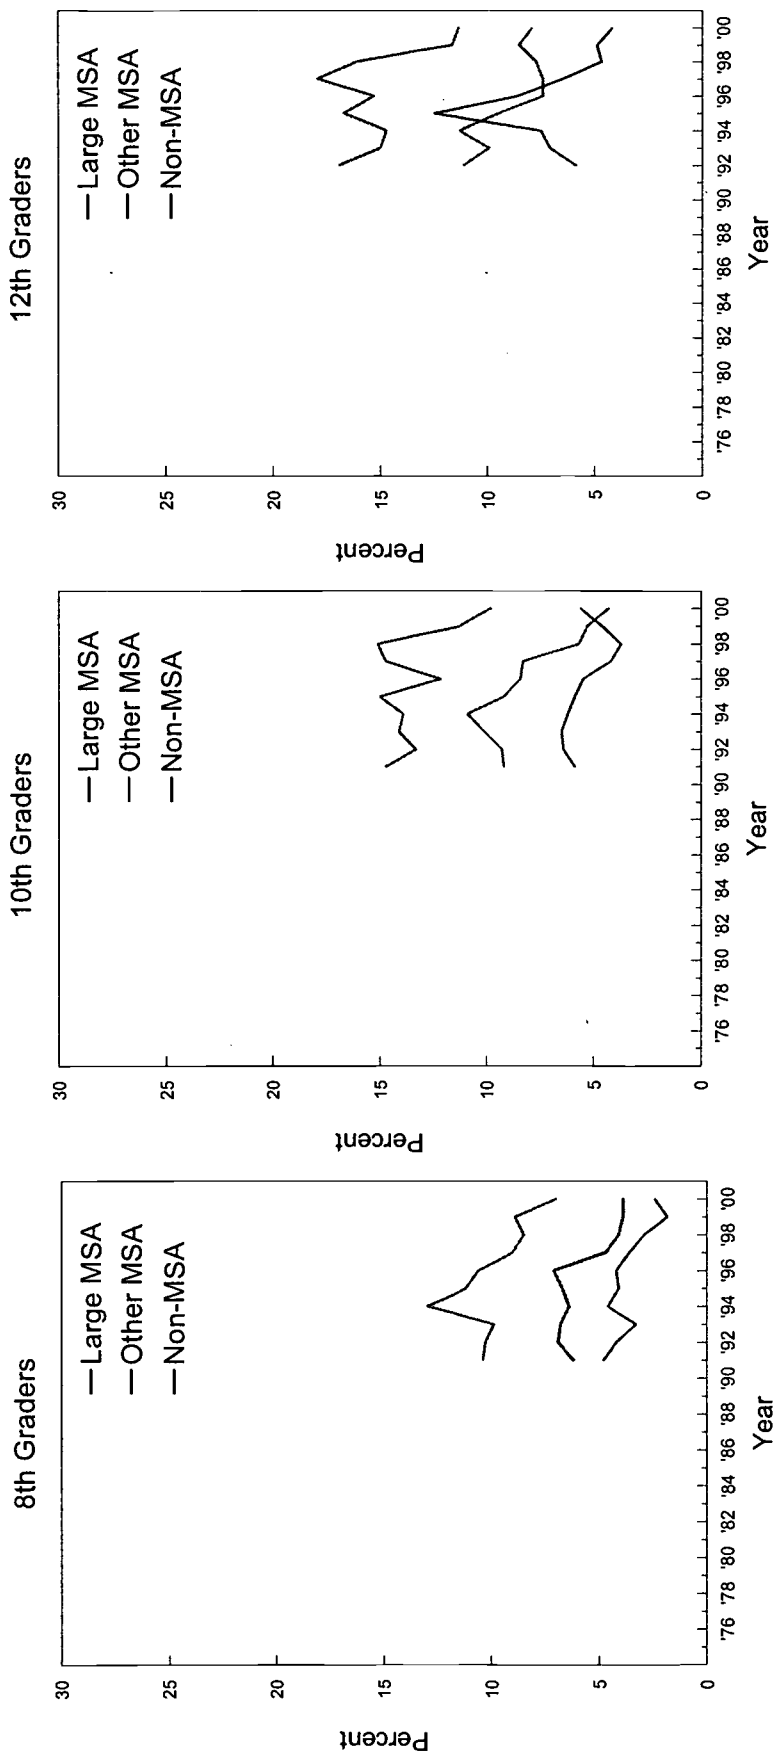 8th Graders
Large MSA
Other MSA
Non-MSA
Percent
30
25
20
15
10
5
0
'76 '78 '80 '82 '84 '86 '88 '90 '92 '94 '96 '98 '00
Year
10th Graders
Large MSA
Other MSA
Non-MSA
Percent
30
25
20
15
10
5
0
'76 '78 '80 '82 '84 '86 '88 '90 '92 '94 '96 '98 '00
Year
12th Graders
Large MSA
Other MSA
Non-MSA
Percent
30
25
20
15
10
5
0
'76 '78 '80 '82 '84 '86 '88 '90 '92 '94 '96 '98 '00
Year